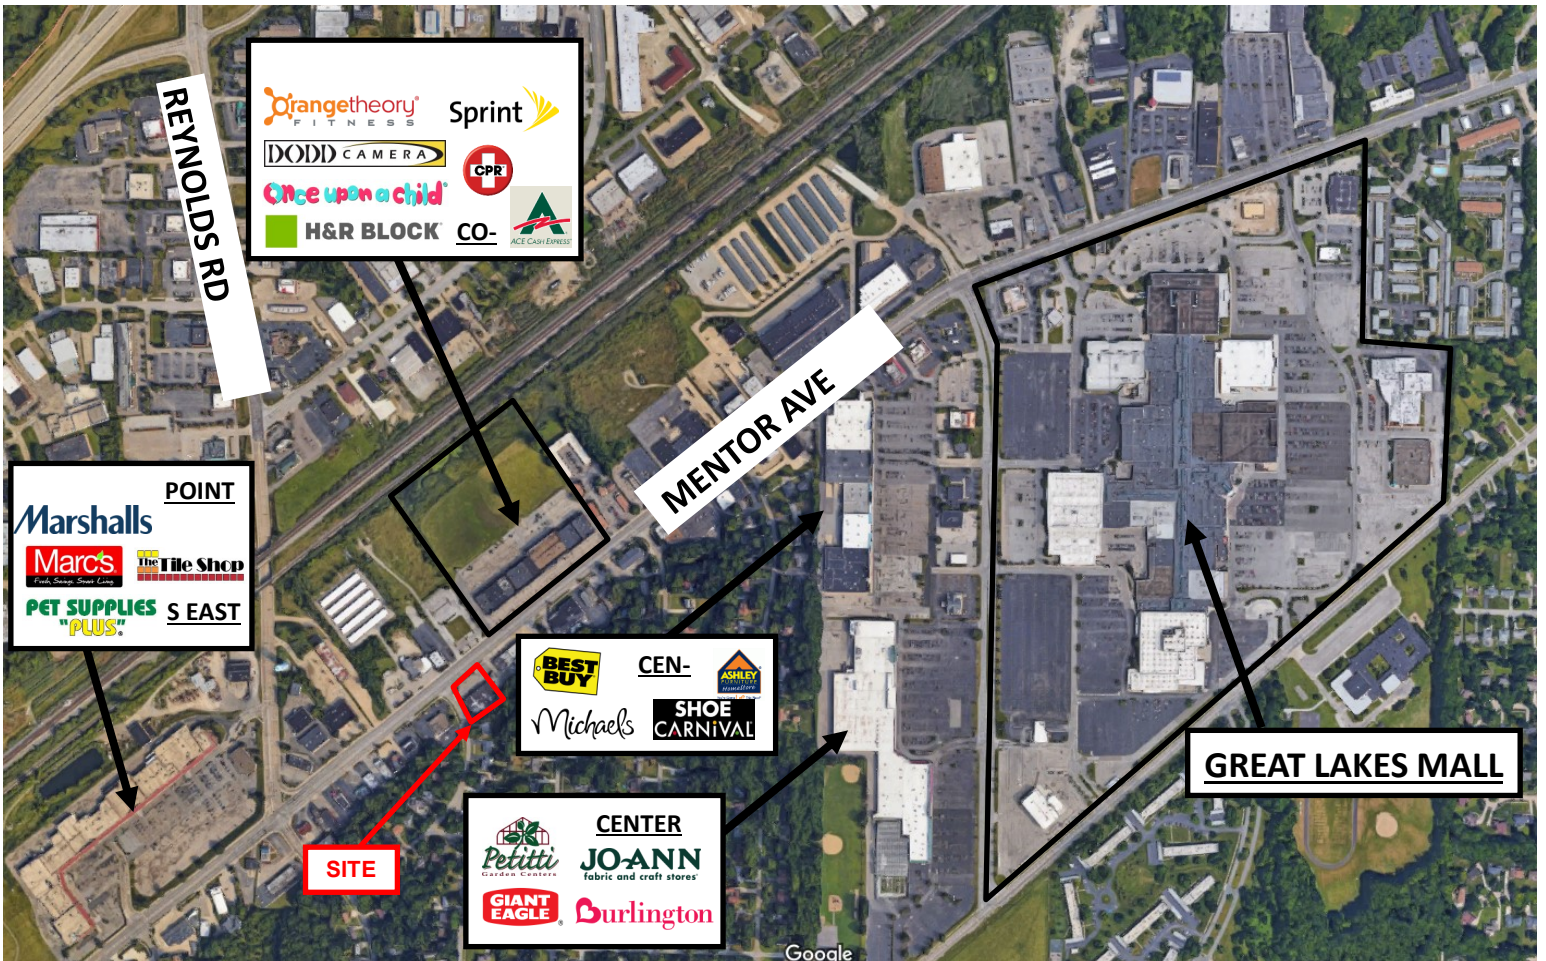 REYNOLDS RD
Orangetheory®
FITNESS
Sprint
DODD CAMERA
CPR
Once upon a child®
H&R BLOCK®
CO-
ACE CASH EXPRESS®
MENTOR AVE
POINT
Marshalls
Marc's
Fresh. Savings. Smart Living.
The Tile Shop
PET SUPPLIES
"PLUS"®
S EAST
BEST
BUY
CEN-
ASHLEY
FURNITURE
HomeStore
Michaels
SHOE
CARNiVAL
GREAT LAKES MALL
SITE
CENTER
Petitti
Garden Centers
JO-ANN
fabric and craft stores®
GIANT
EAGLE®
Burlington
Google